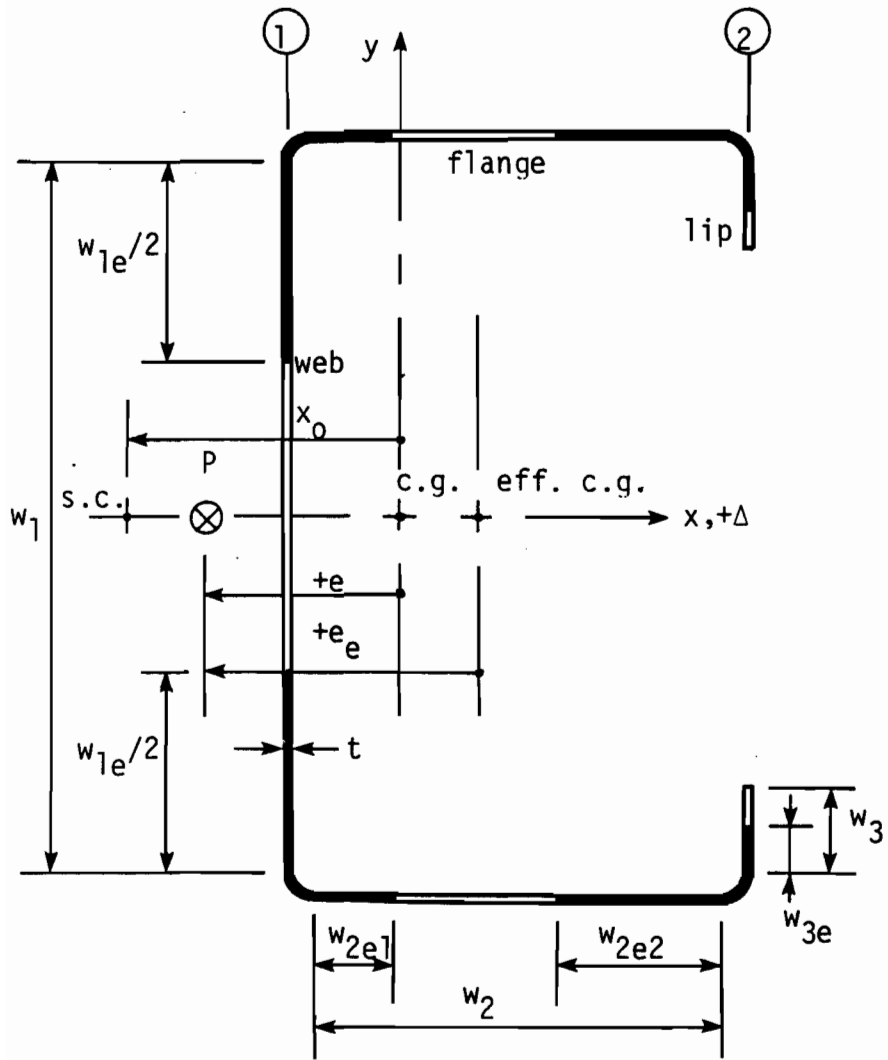 1
2
y
flange
lip
w1e/2
web
xo
P
c.g.
eff. c.g.
s.c.
w1
x,+Δ
+e
+ee
w1e/2
t
w3
w3e
w2e1
w2e2
w2